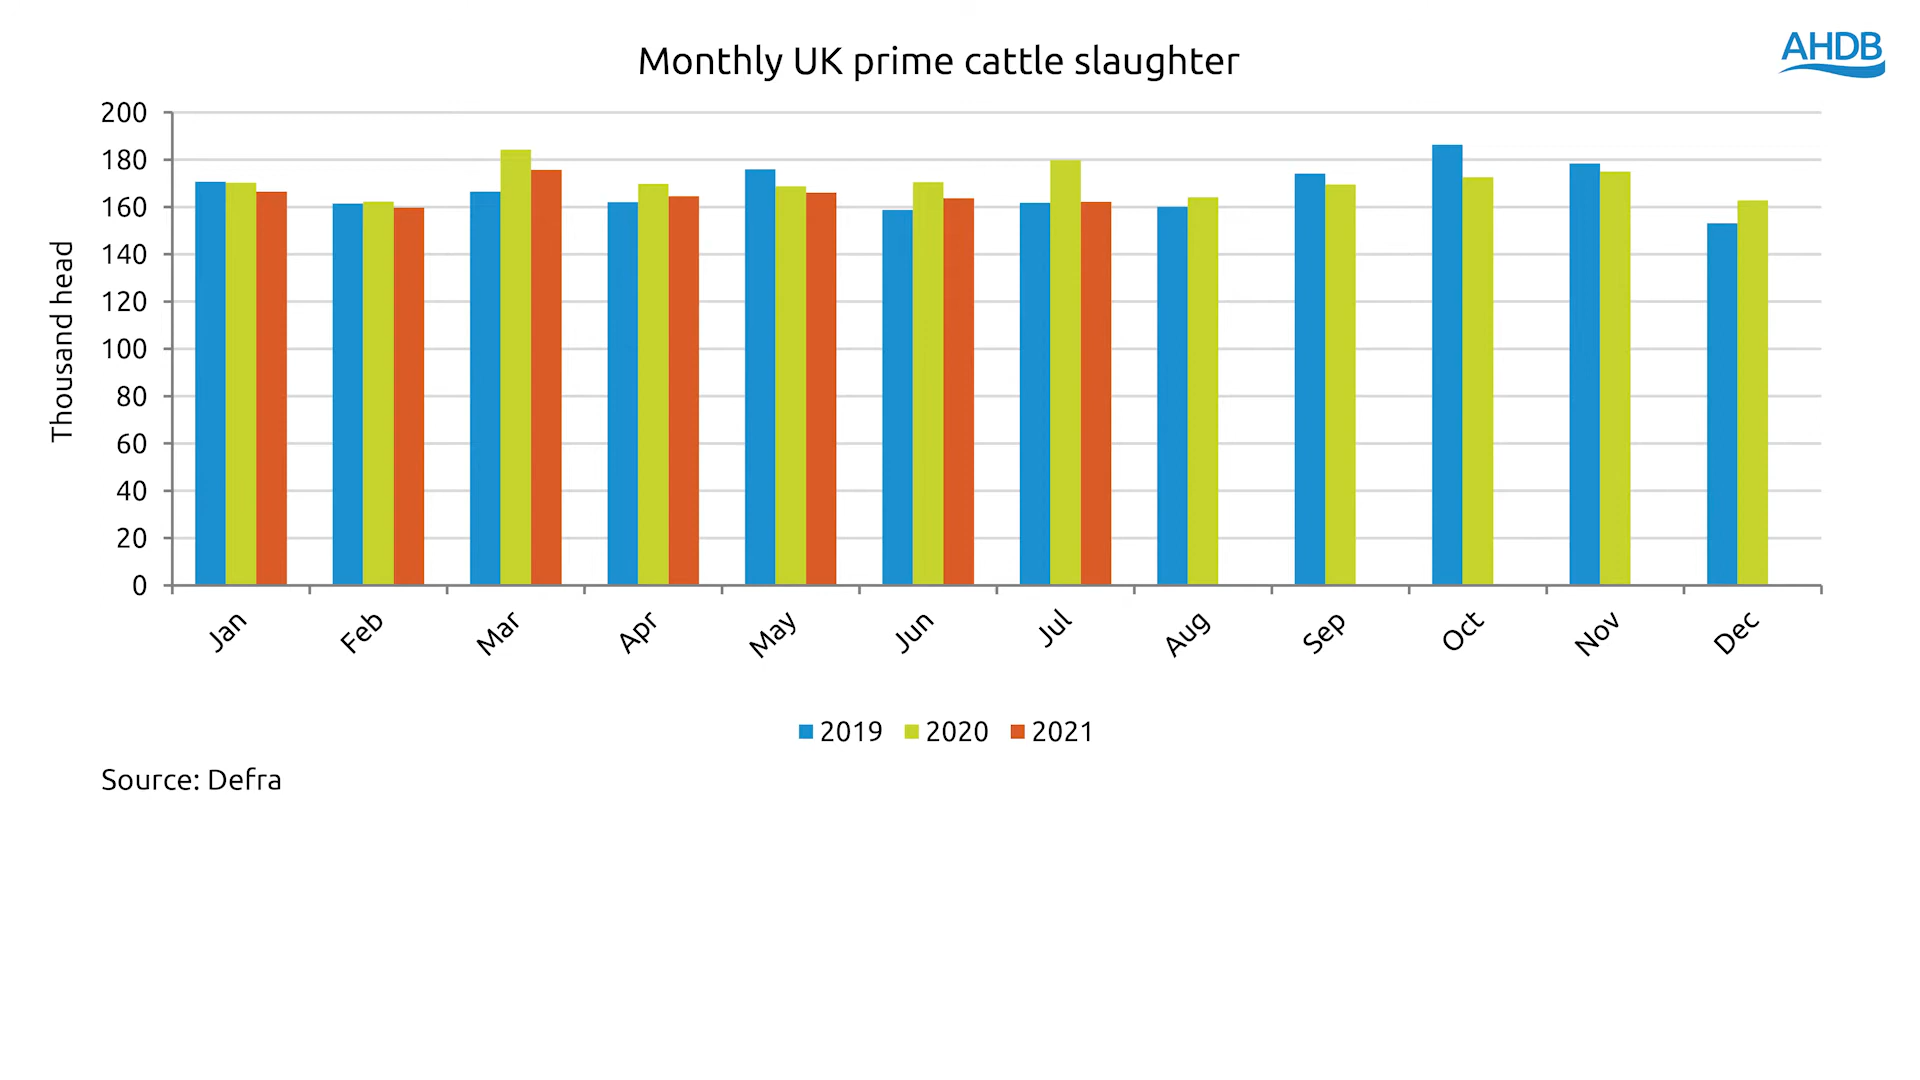 Monthly UK prime cattle slaughter
AHDB
Thousand head
200
180
160
140
120
100
80
60
40
20
0
Jan Feb Mar Apr May Jun Jul Aug Sep Oct Nov Dec
2019 2020 2021
Source: Defra